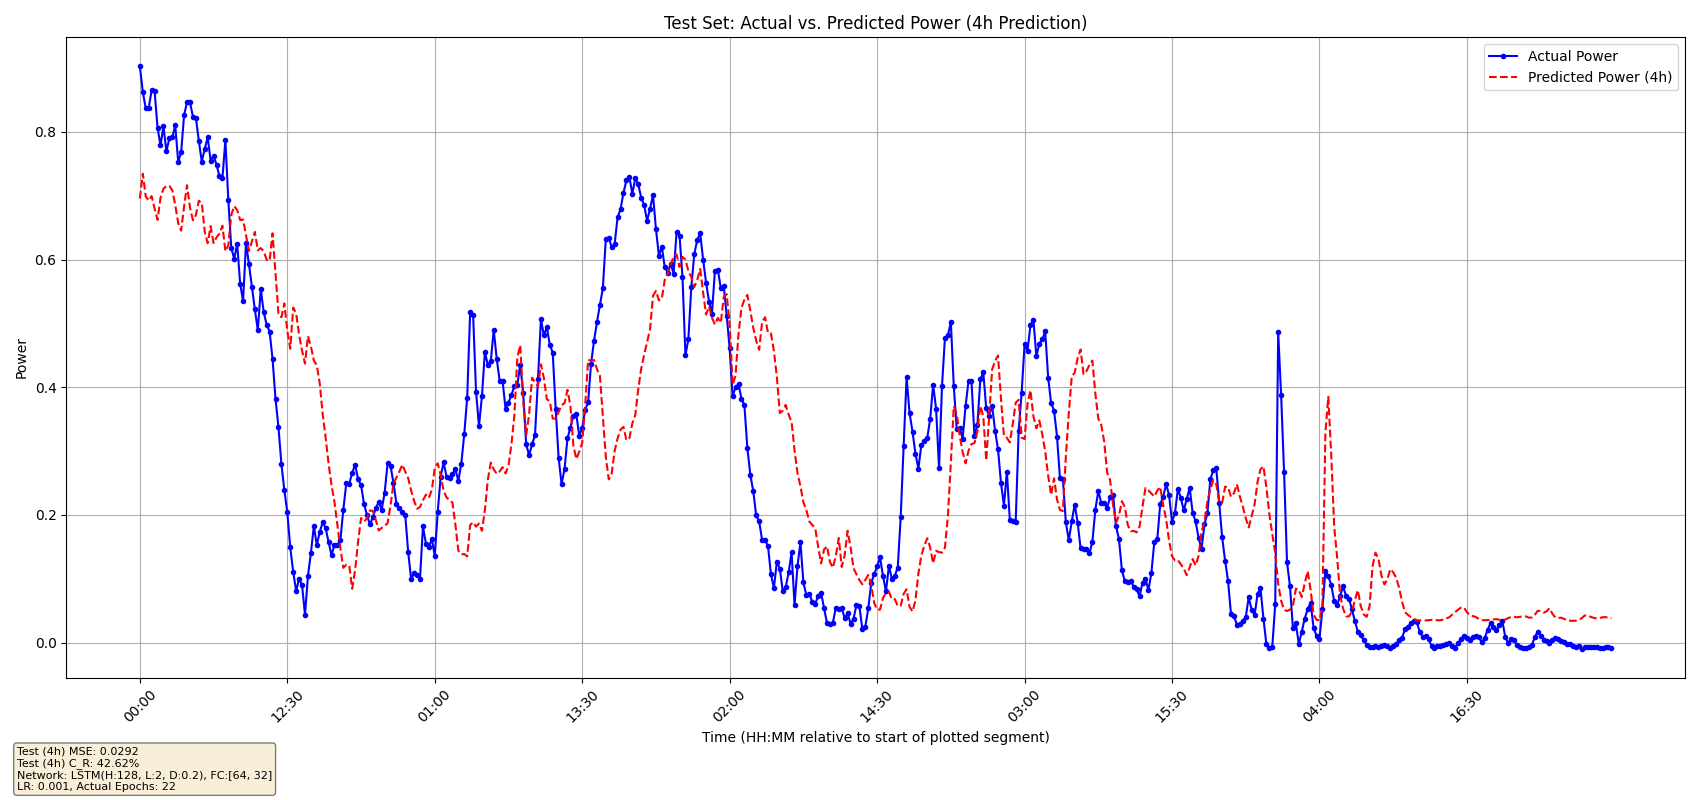 Test Set: Actual vs. Predicted Power (4h Prediction)
Actual Power
Predicted Power (4h)
Power
0.8
0.6
0.4
0.2
0.0
00:00
12:30
01:00
13:30
02:00
14:30
03:00
15:30
04:00
16:30
Time (HH:MM relative to start of plotted segment)
Test (4h) MSE: 0.0292
Test (4h) C_R: 42.62%
Network: LSTM(H:128, L:2, D:0.2), FC:[64, 32]
LR: 0.001, Actual Epochs: 22